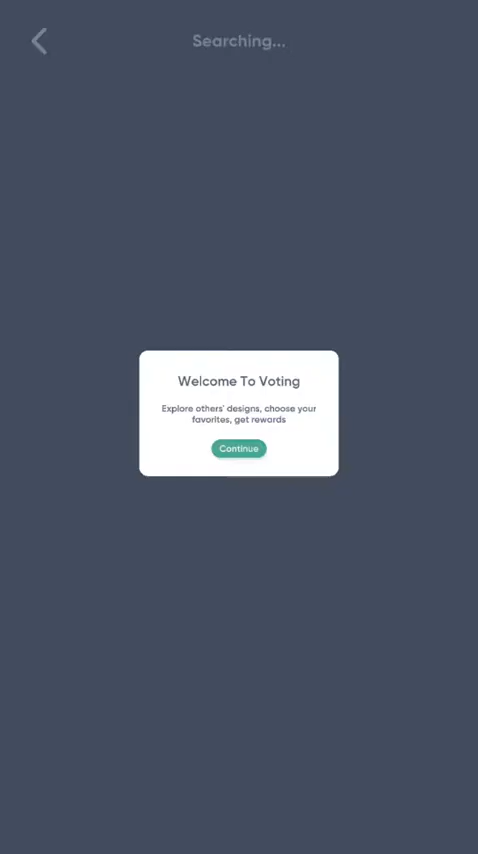 Searching...
Welcome To Voting
Explore others' designs, choose your
favorites, get rewards
Continue